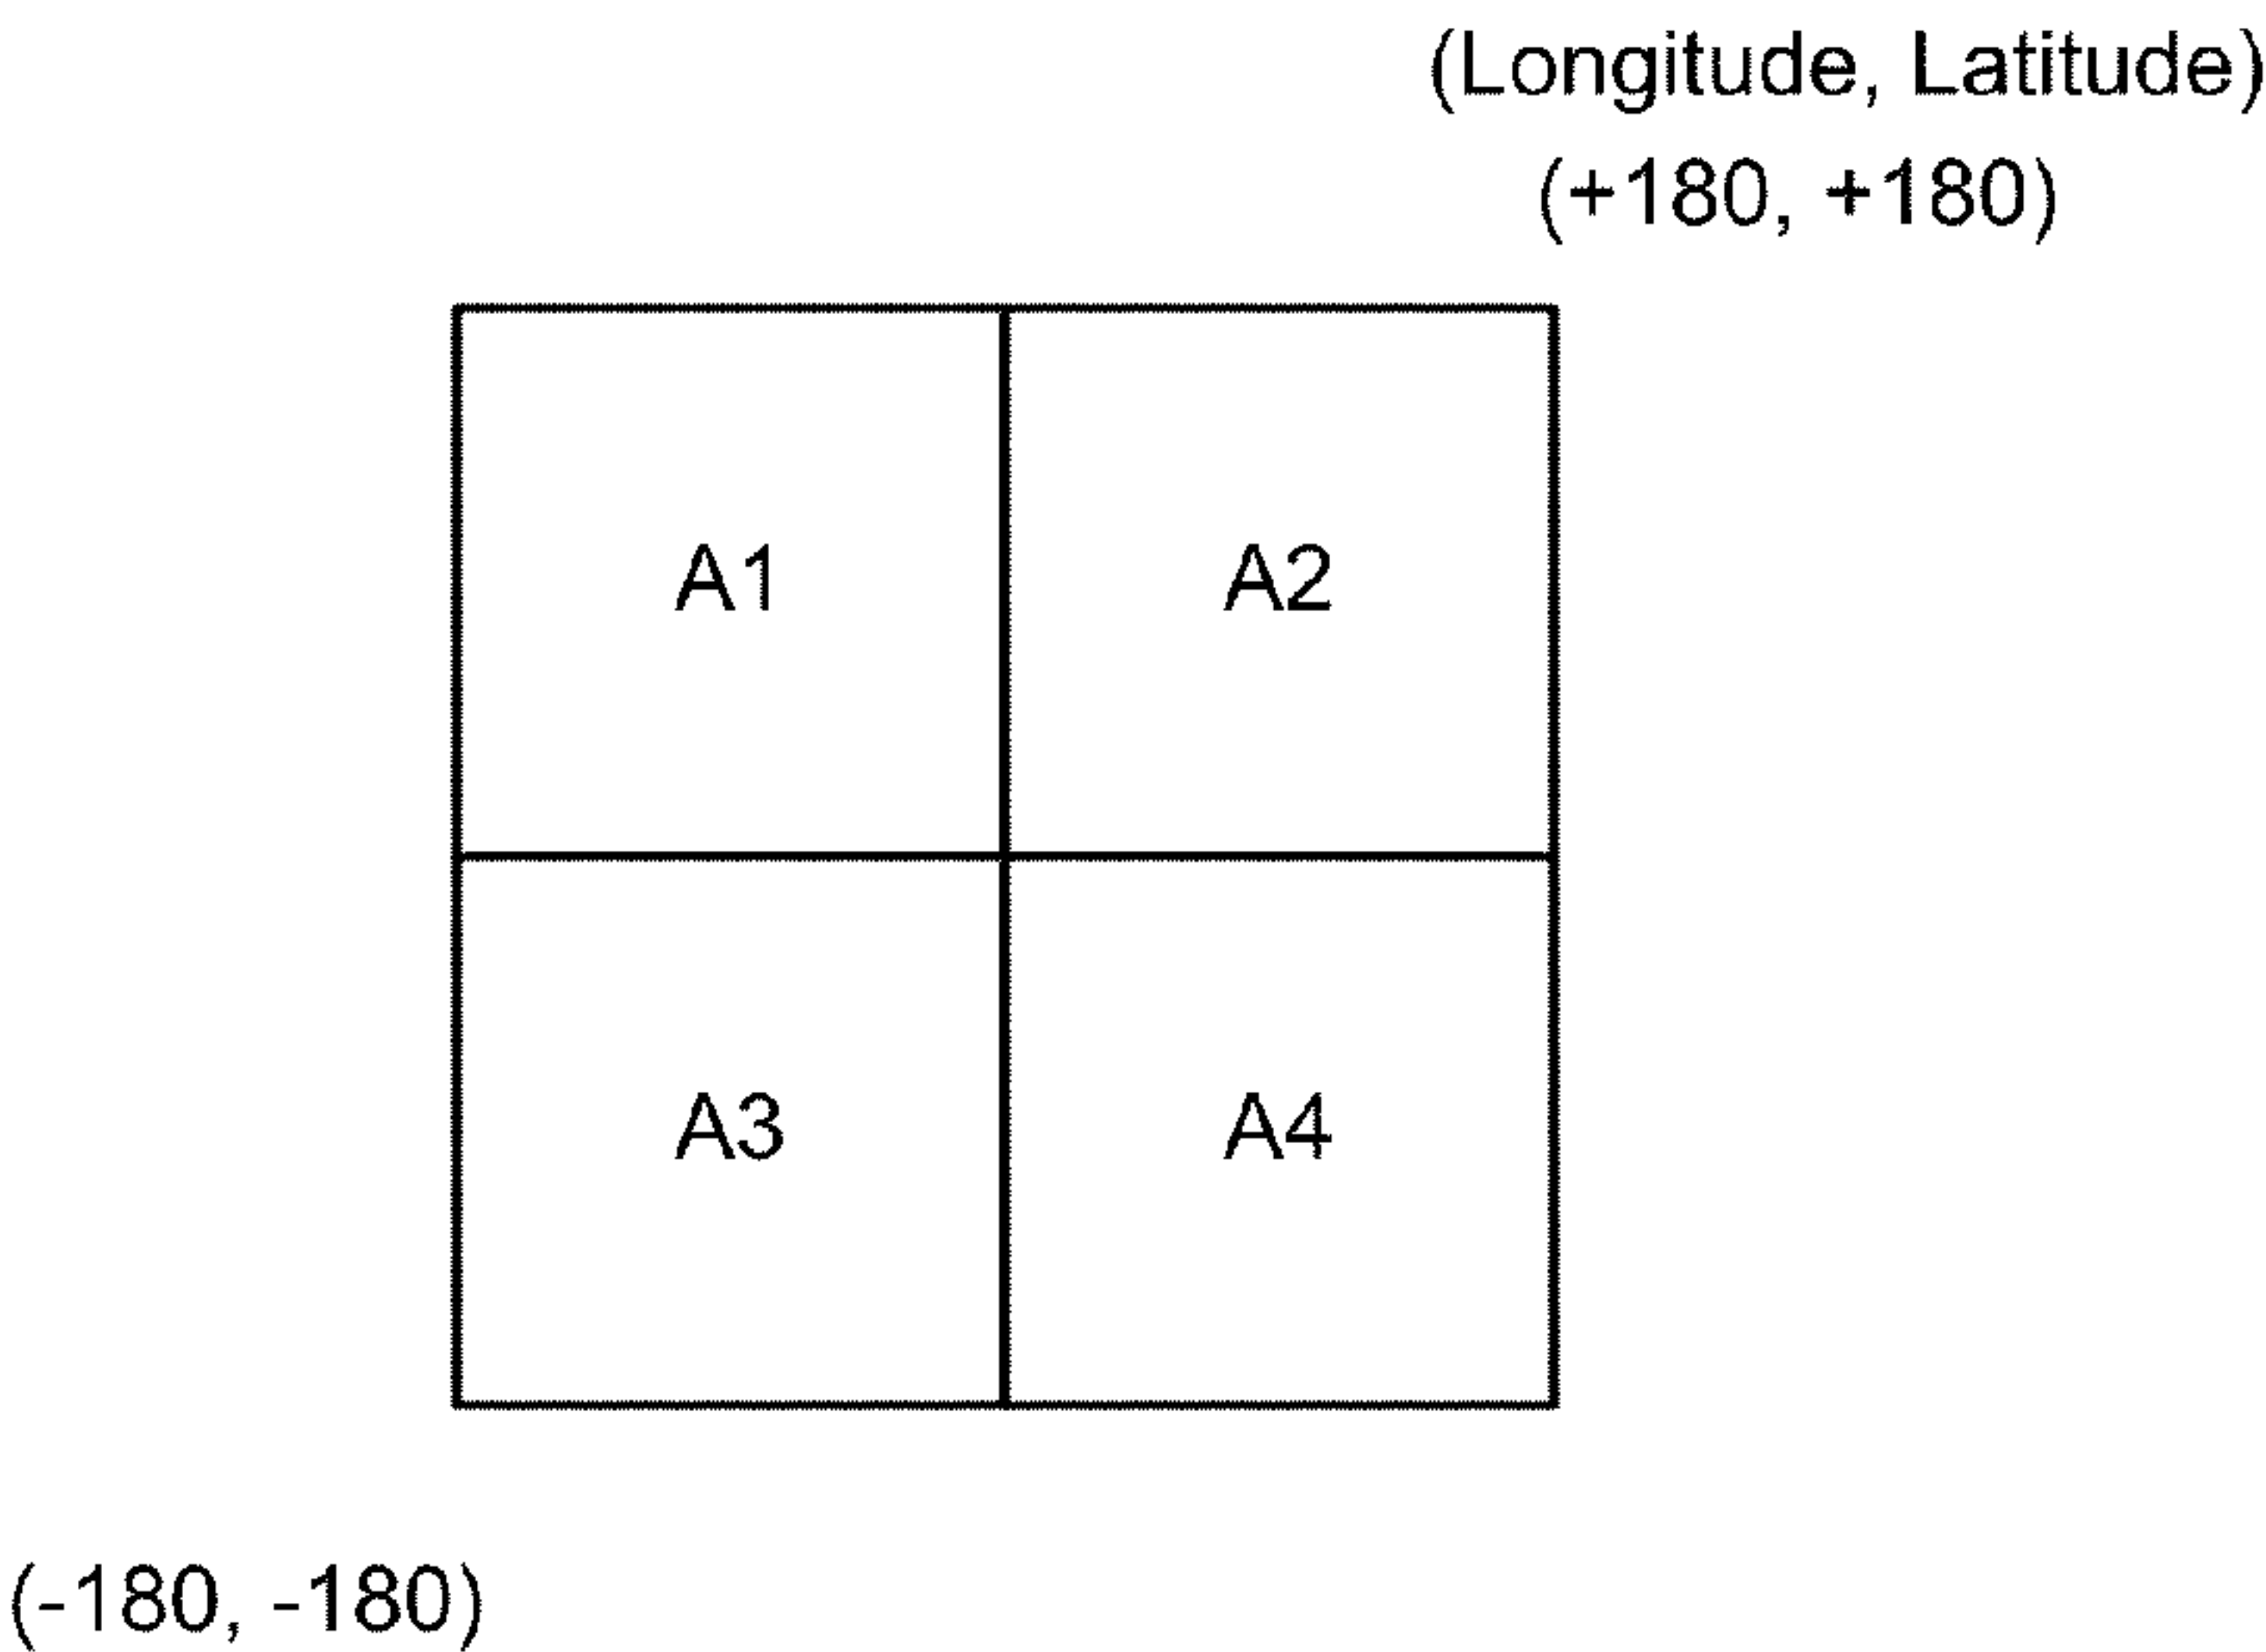 (Longitude, Latitude)
(+180, +180)
A1 A2
A3 A4
(-180, -180)